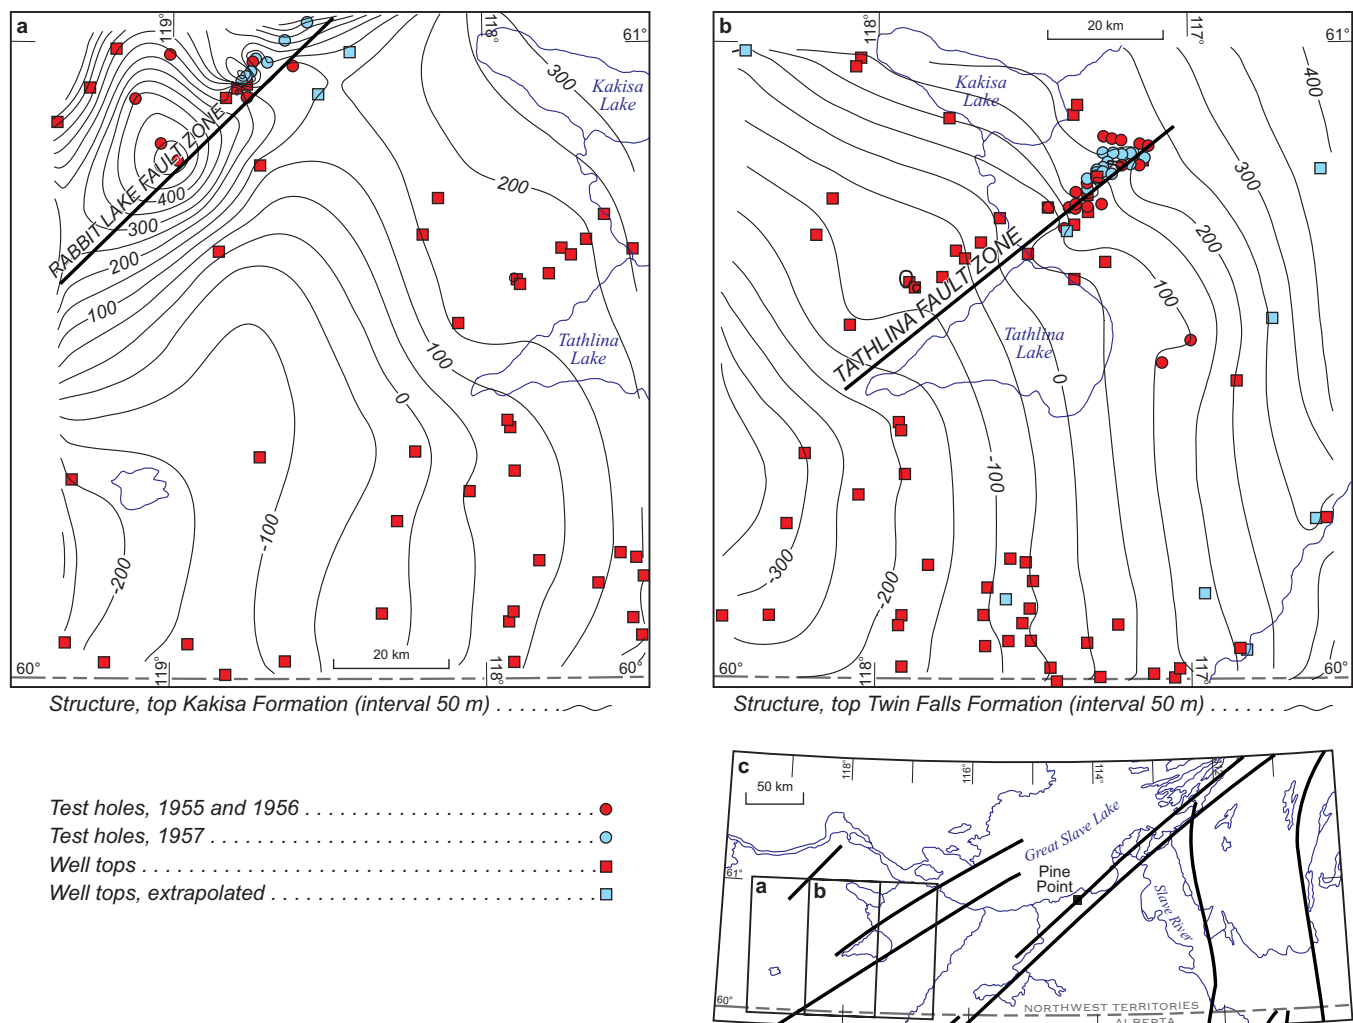 a
119°
118°
61°
300
Kakisa
Lake
RABBIT LAKE FAULT ZONE
400
300
200
100
200
Tathlina
Lake
100
0
-100
-200
20 km
60°
119°
118°
60°
Structure, top Kakisa Formation (interval 50 m) . . . . . .
b
118°
20 km
117°
61°
400
Kakisa
Lake
300
200
TATHLINA FAULT ZONE
100
Tathlina
Lake
0
-100
-300
-200
60°
118°
117°
60°
Structure, top Twin Falls Formation (interval 50 m) . . . . . .
Test holes, 1955 and 1956
Test holes, 1957
Well tops
Well tops, extrapolated
c
118°
116°
114°
112°
50 km
Great Slave Lake
Pine
Point
61°
a
b
Slave River
60°
NORTHWEST TERRITORIES
ALBERTA